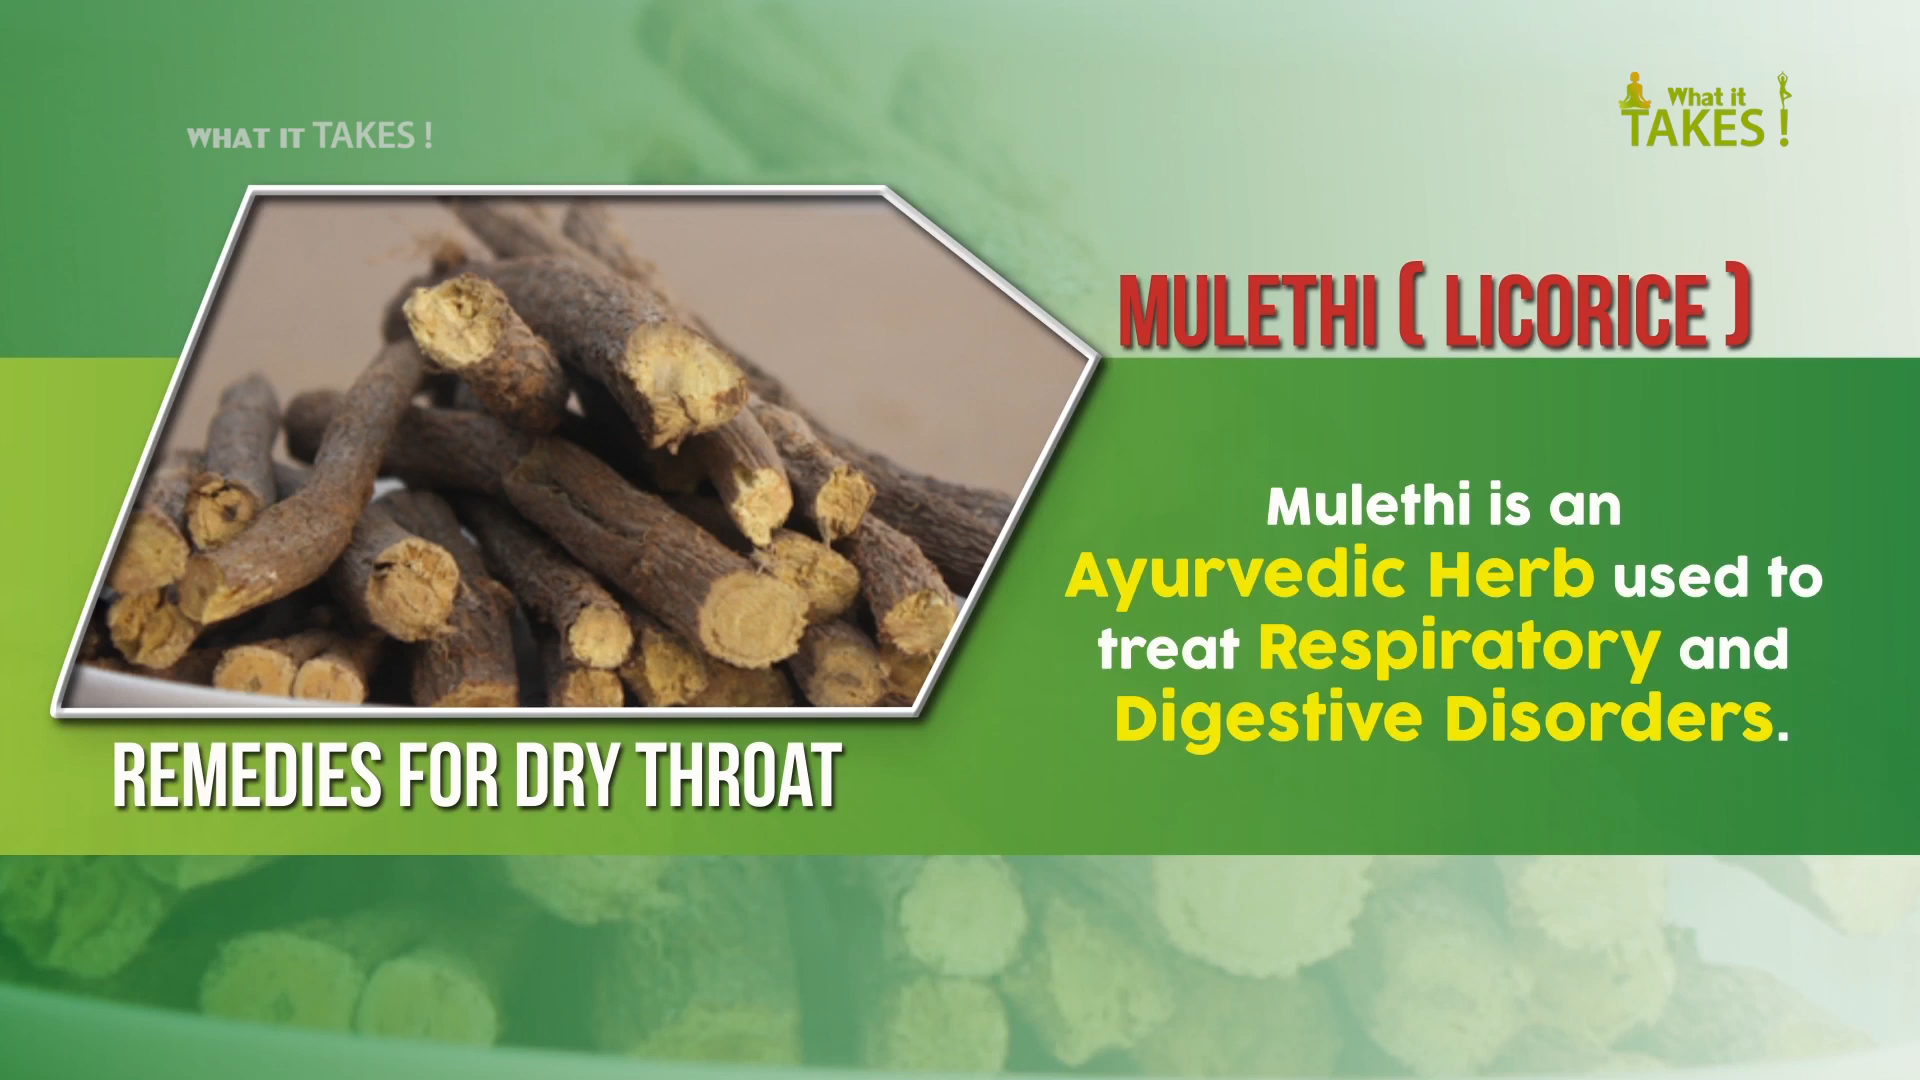 WHAT IT TAKES !
What it
TAKES !
MULETHI ( LICORICE )
Mulethi is an
Ayurvedic Herb used to
treat Respiratory and
Digestive Disorders.
REMEDIES FOR DRY THROAT